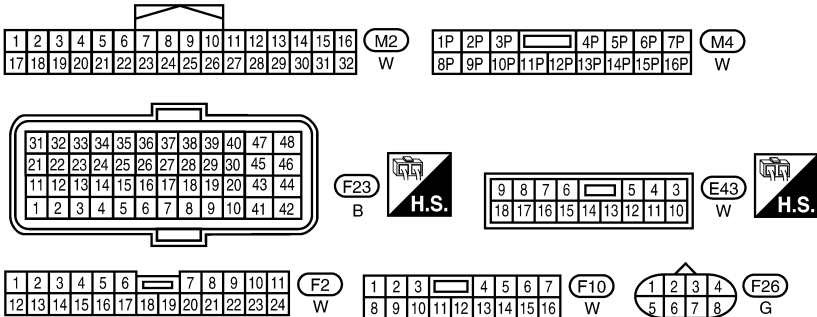 1 2 3 4 5 6 7 8 9 10 11 12 13 14 15 16
17 18 19 20 21 22 23 24 25 26 27 28 29 30 31 32
M2
W
1P 2P 3P 4P 5P 6P 7P
8P 9P 10P 11P 12P 13P 14P 15P 16P
M4
W
31 32 33 34 35 36 37 38 39 40 47 48
21 22 23 24 25 26 27 28 29 30 45 46
11 12 13 14 15 16 17 18 19 20 43 44
1 2 3 4 5 6 7 8 9 10 41 42
F23
B
H.S.
9 8 7 6 5 4 3
18 17 16 15 14 13 12 11 10
E43
W
H.S.
1 2 3 4 5 6 7 8 9 10 11
12 13 14 15 16 17 18 19 20 21 22 23 24
F2
W
1 2 3 4 5 6 7
8 9 10 11 12 13 14 15 16
F10
W
1 2 3 4
5 6 7 8
F26
G